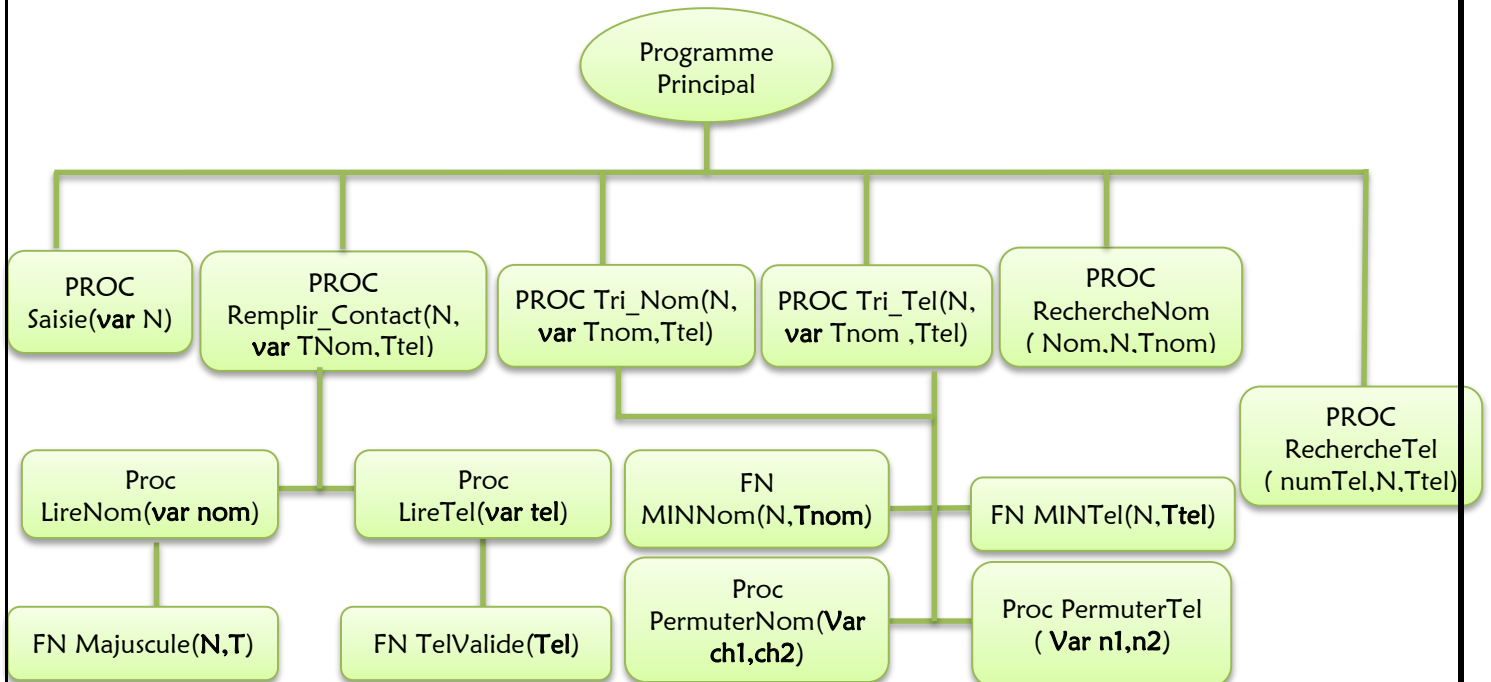 Programme
Principal
PROC
Saisie(var N)
PROC
Remplir_Contact(N,
var TNom,Ttel)
PROC Tri_Nom(N,
var Tnom,Ttel)
PROC Tri_Tel(N,
var Tnom ,Ttel)
PROC
RechercheNom
( Nom,N,Tnom)
PROC
RechercheTel
( numTel,N,Ttel)
Proc
LireNom(var nom)
Proc
LireTel(var tel)
FN
MINNom(N,Tnom)
FN MINTel(N,Ttel)
FN Majuscule(N,T)
FN TelValide(Tel)
Proc
PermuterNom(Var
ch1,ch2)
Proc PermuterTel
( Var n1,n2)